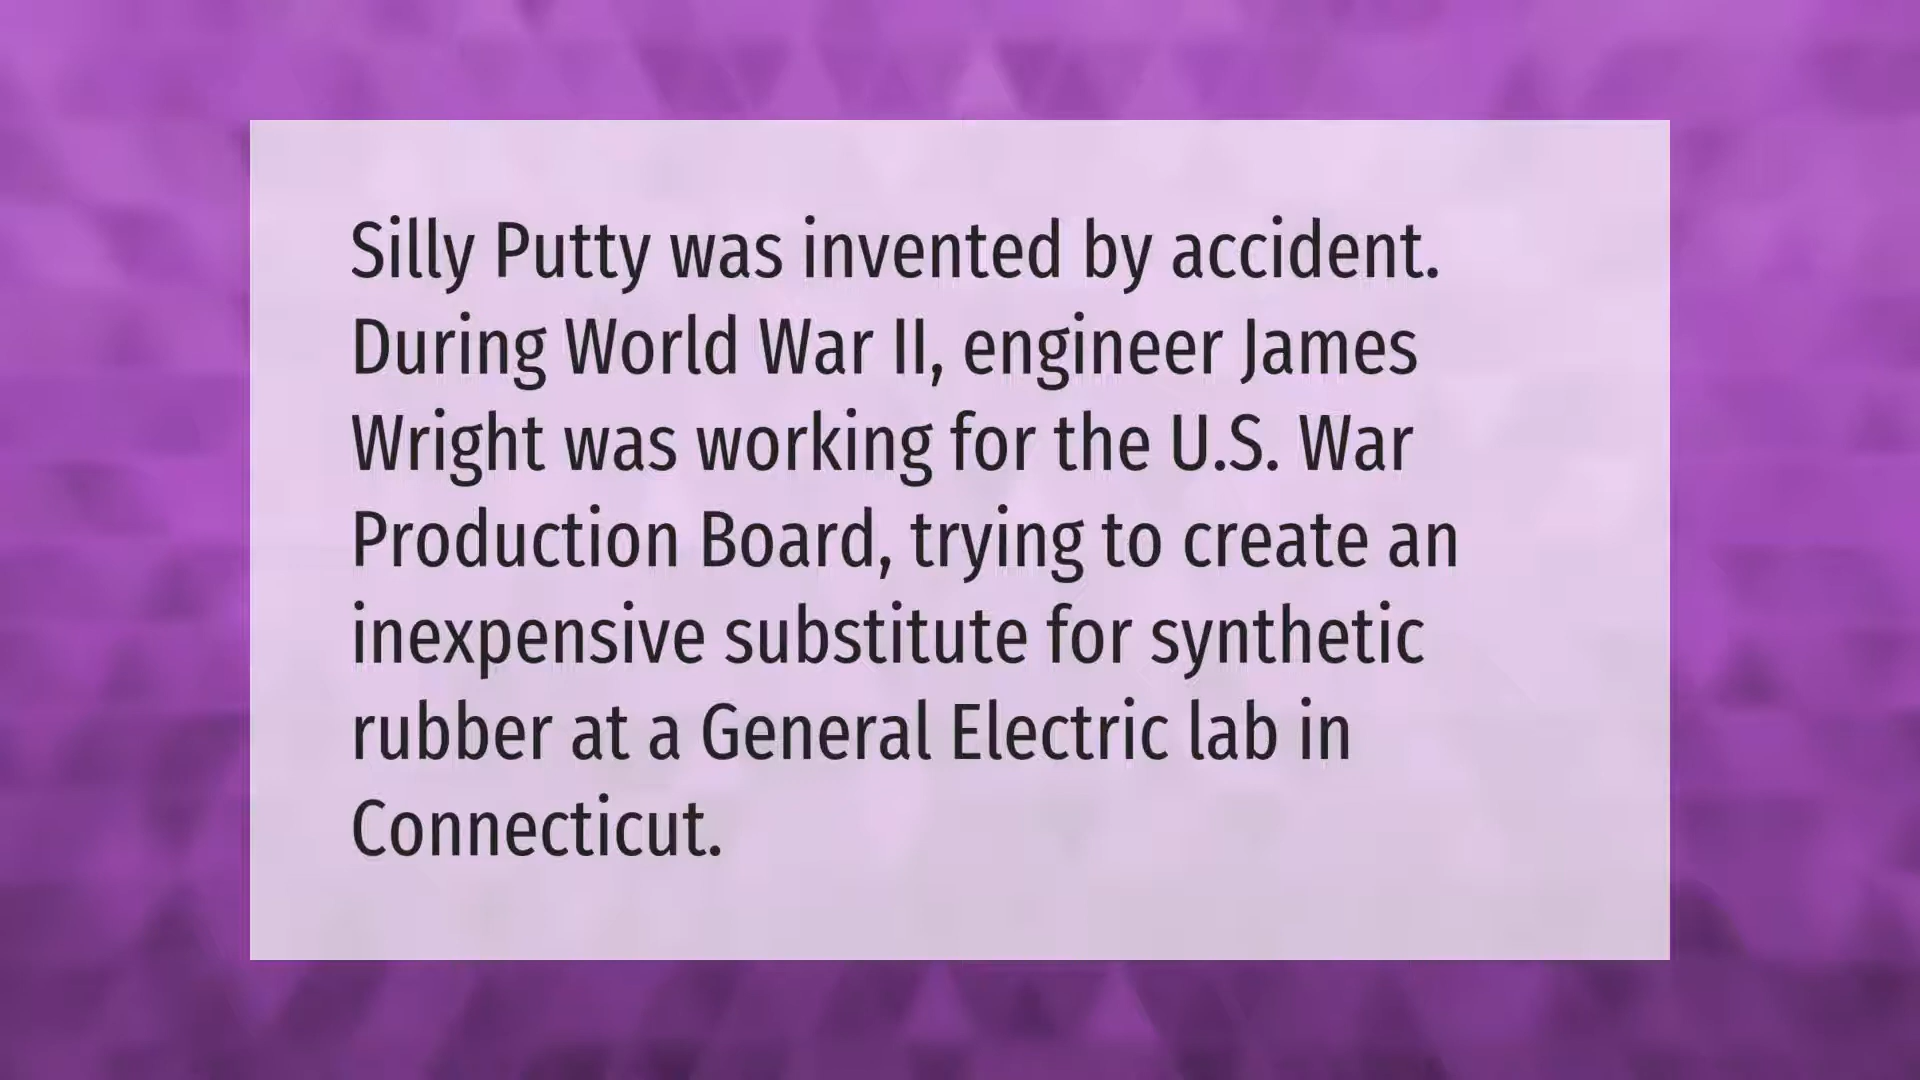 Silly Putty was invented by accident.
During World War II, engineer James
Wright was working for the U.S. War
Production Board, trying to create an
inexpensive substitute for synthetic
rubber at a General Electric lab in
Connecticut.